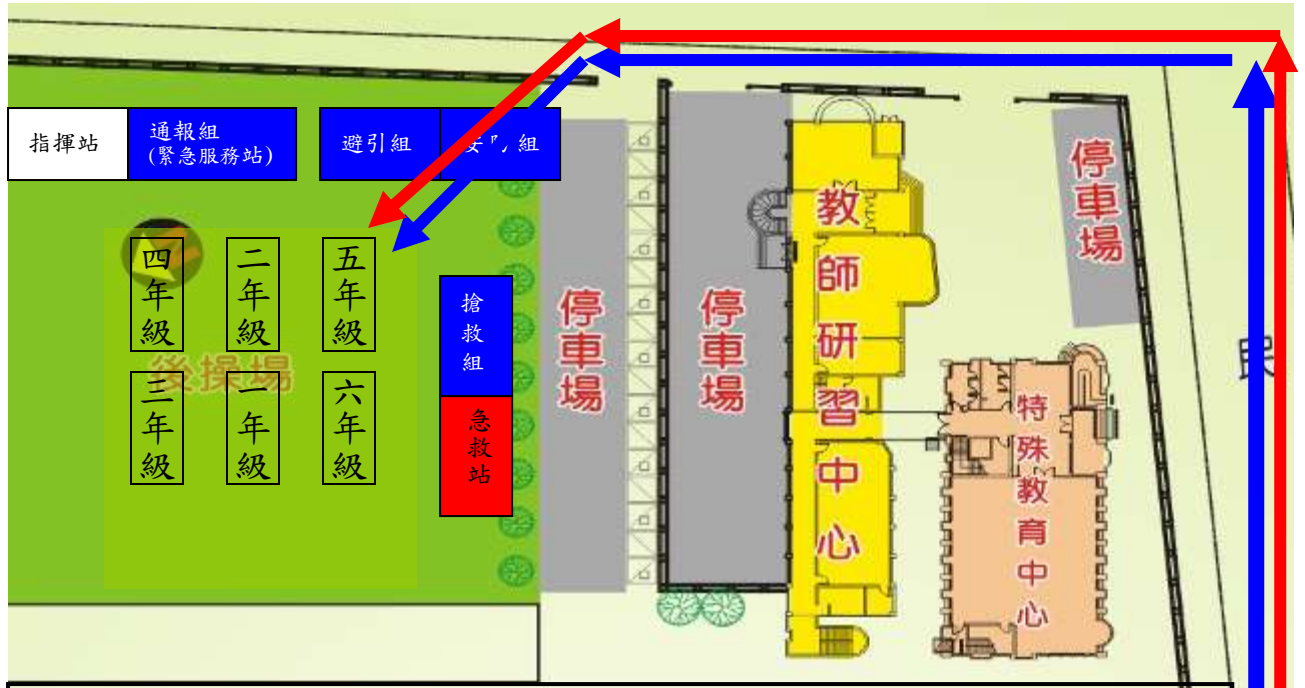 指揮站
通報組
(緊急服務站)
避引組
組
停車場
教師研習中心
四年級
二年級
五年級
搶救組
停車場
停車場
後操場
三年級
一年級
六年級
急救站
特殊教育中心
民